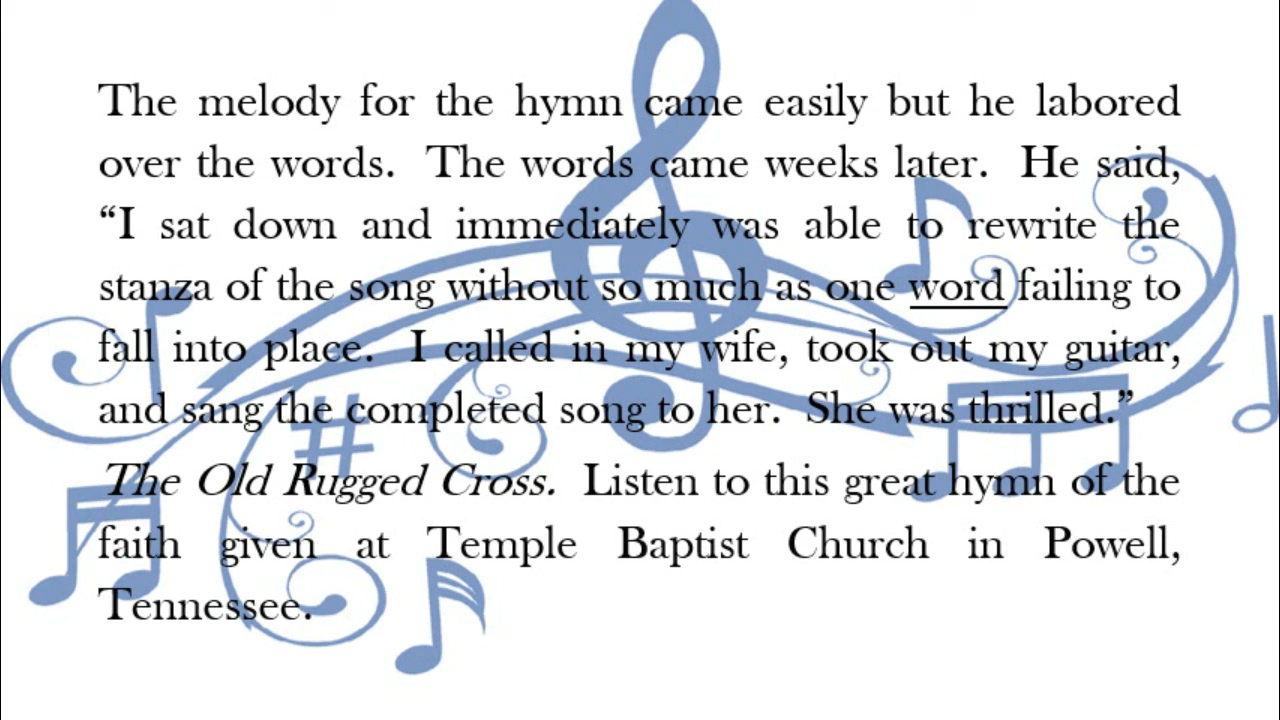 The melody for the hymn came easily but he labored
over the words. The words came weeks later. He said,
“I sat down and immediately was able to rewrite the
stanza of the song without so much as one word failing to
fall into place. I called in my wife, took out my guitar,
and sang the completed song to her. She was thrilled.”
The Old Rugged Cross. Listen to this great hymn of the
faith given at Temple Baptist Church in Powell,
Tennessee.